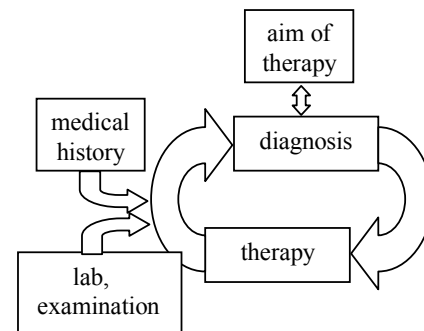 aim of
therapy
medical
history
diagnosis
therapy
lab,
examination